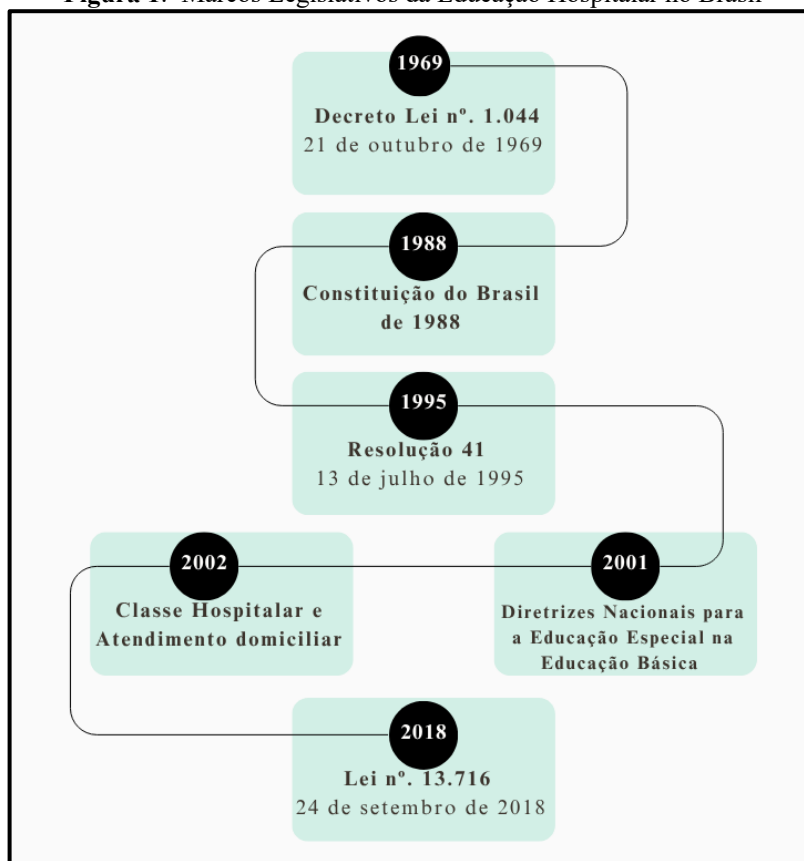 Figura 1. Marcos Legislativos da Educação Hospitalar no Brasil
1969
Decreto Lei nº. 1.044
21 de outubro de 1969
1988
Constituição do Brasil
de 1988
1995
Resolução 41
13 de julho de 1995
2002
Classe Hospitalar e
Atendimento domiciliar
2001
Diretrizes Nacionais para
a Educação Especial na
Educação Básica
2018
Lei nº. 13.716
24 de setembro de 2018